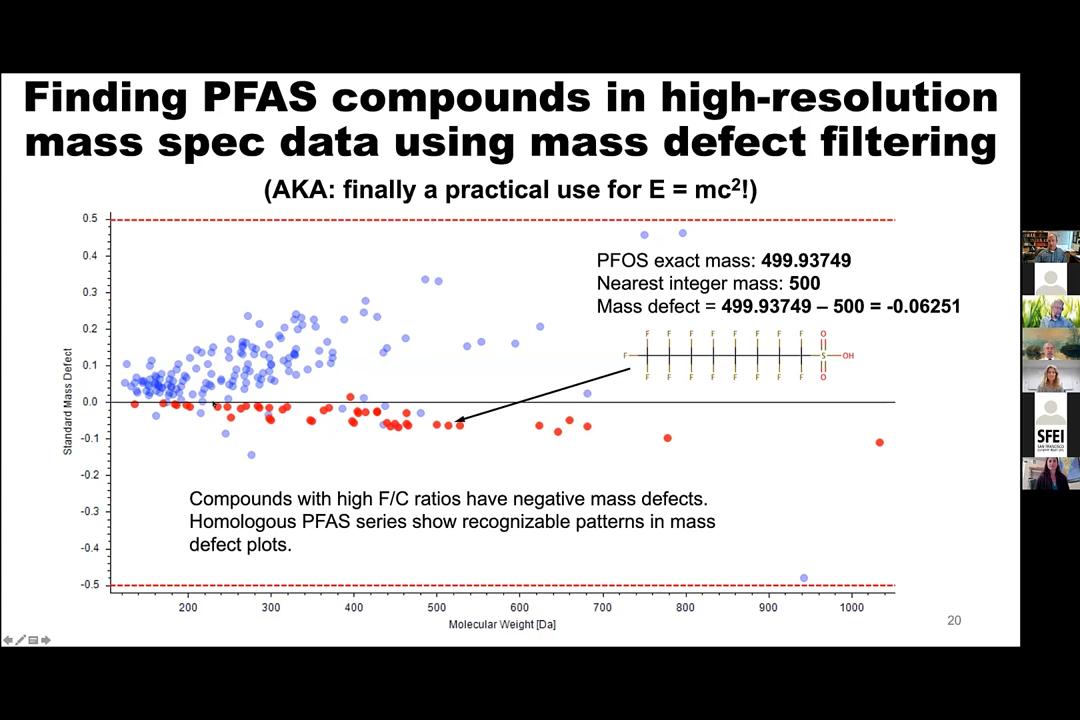 Finding PFAS compounds in high-resolution
mass spec data using mass defect filtering
(AKA: finally a practical use for E = mc²!)
0.5
0.4
0.3
0.2
0.1
0.0
-0.1
-0.2
-0.3
-0.4
-0.5
Standard Mass Defect
PFOS exact mass: 499.93749
Nearest integer mass: 500
Mass defect = 499.93749 – 500 = -0.06251
F F F F F F F F O
F S OH
F F F F F F F F O
Compounds with high F/C ratios have negative mass defects.
Homologous PFAS series show recognizable patterns in mass
defect plots.
200 300 400 500 600 700 800 900 1000
Molecular Weight [Da]
20
SFEI